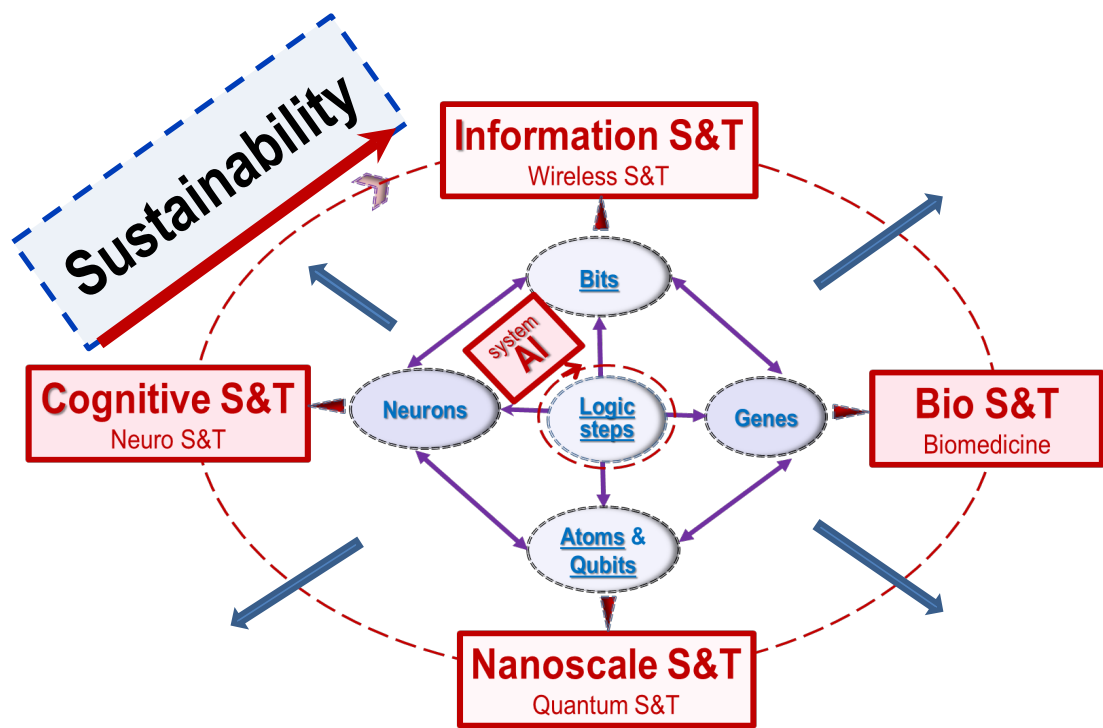 Sustainability
Information S&T
Wireless S&T
Bits
system
AI
Cognitive S&T
Neuro S&T
Neurons
Logic
steps
Genes
Bio S&T
Biomedicine
Atoms &
Qubits
Nanoscale S&T
Quantum S&T